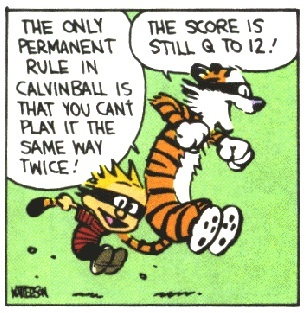 THE ONLY
PERMANENT
RULE IN
CALVINBALL IS
THAT YOU CAN'T
PLAY IT THE
SAME WAY
TWICE!
THE SCORE IS
STILL Q TO 12!
WATTERSON